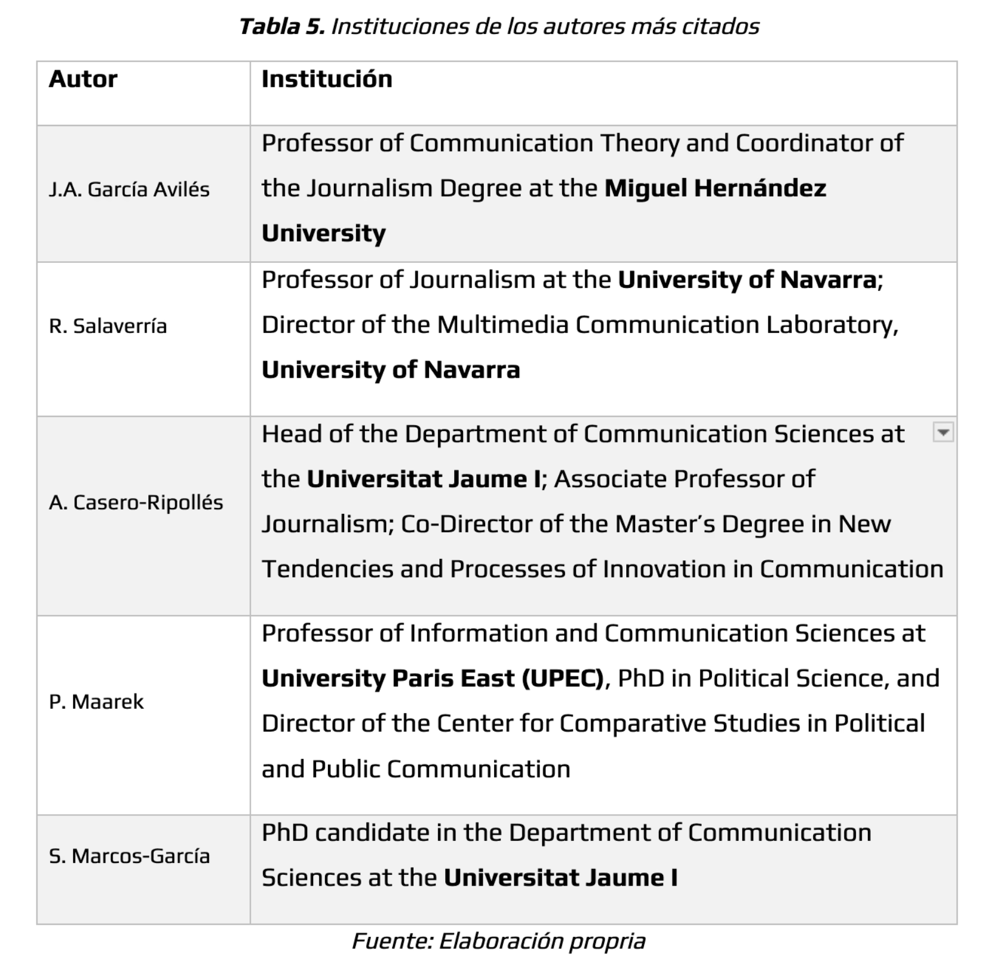 Tabla 5. Instituciones de los autores más citados
Autor
Institución
J.A. García Avilés
Professor of Communication Theory and Coordinator of
the Journalism Degree at the Miguel Hernández
University
R. Salaverría
Professor of Journalism at the University of Navarra;
Director of the Multimedia Communication Laboratory,
University of Navarra
A. Casero-Ripollés
Head of the Department of Communication Sciences at
the Universitat Jaume I; Associate Professor of
Journalism; Co-Director of the Master´s Degree in New
Tendencies and Processes of Innovation in Communication
P. Maarek
Professor of Information and Communication Sciences at
University Paris East (UPEC), PhD in Political Science, and
Director of the Center for Comparative Studies in Political
and Public Communication
S. Marcos-García
PhD candidate in the Department of Communication
Sciences at the Universitat Jaume I
Fuente: Elaboración propria